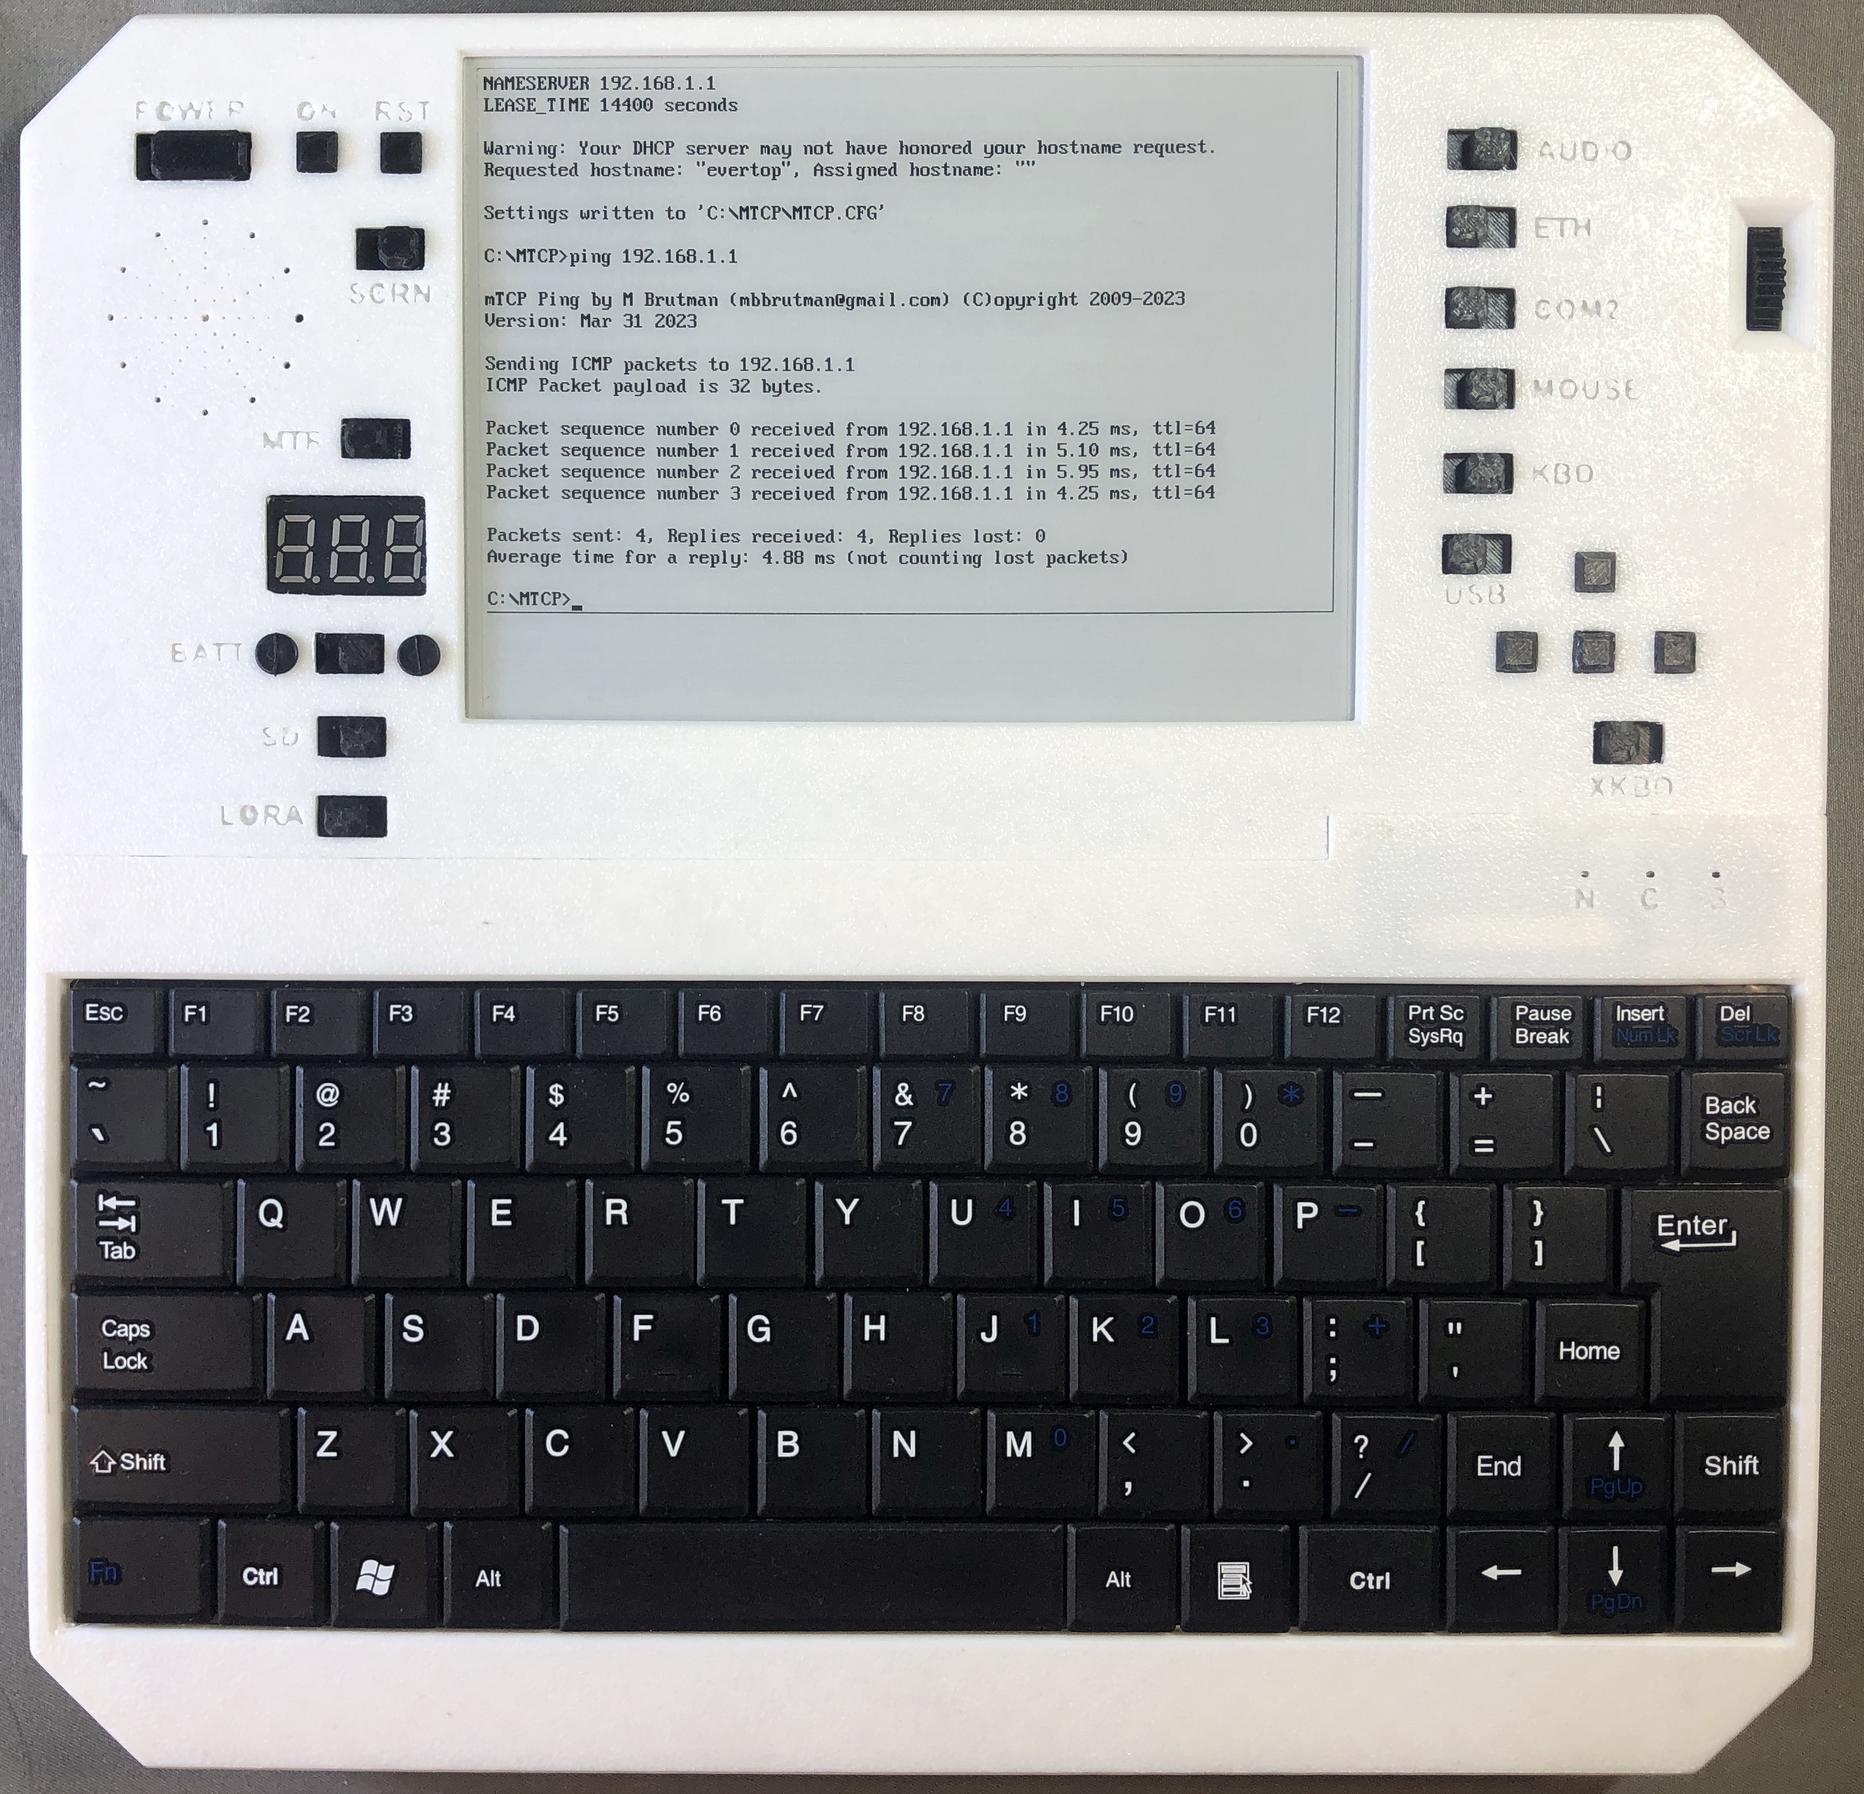 POWER ON RST
SCRN
MTR
BATT
SD
LORA
NAMESERVER 192.168.1.1
LEASE_TIME 14400 seconds
Warning: Your DHCP server may not have honored your hostname request.
Requested hostname: "evertop", Assigned hostname: ""
Settings written to 'C:\MTCP\MTCP.CFG'
C:\MTCP>ping 192.168.1.1
mTCP Ping by M Brutman (mbbrutman@gmail.com) (C)opyright 2009-2023
Version: Mar 31 2023
Sending ICMP packets to 192.168.1.1
ICMP Packet payload is 32 bytes.
Packet sequence number 0 received from 192.168.1.1 in 4.25 ms, ttl=64
Packet sequence number 1 received from 192.168.1.1 in 5.10 ms, ttl=64
Packet sequence number 2 received from 192.168.1.1 in 5.95 ms, ttl=64
Packet sequence number 3 received from 192.168.1.1 in 4.25 ms, ttl=64
Packets sent: 4, Replies received: 4, Replies lost: 0
Average time for a reply: 4.88 ms (not counting lost packets)
C:\MTCP>_
AUDIO
ETH
COM2
MOUSE
KBD
USB
XKBD
N C S
Esc F1 F2 F3 F4 F5 F6 F7 F8 F9 F10 F11 F12 Prt Sc SysRq Pause Break Insert Num Lk Del Scr Lk
~ ` ! 1 @ 2 # 3 $ 4 % 5 ^ 6 & 7 7 * 8 8 ( 9 9 ) 0 * — – + = ¦ \ Back Space
Tab Q W E R T Y U 4 I 5 O 6 P – { [ } ] Enter
Caps Lock A S D F G H J 1 K 2 L 3 : ; + " ' Home
Shift Z X C V B N M 0 < , > . . ? / / End ↑ PgUp Shift
Fn Ctrl Alt Alt Ctrl ← ↓ PgDn →